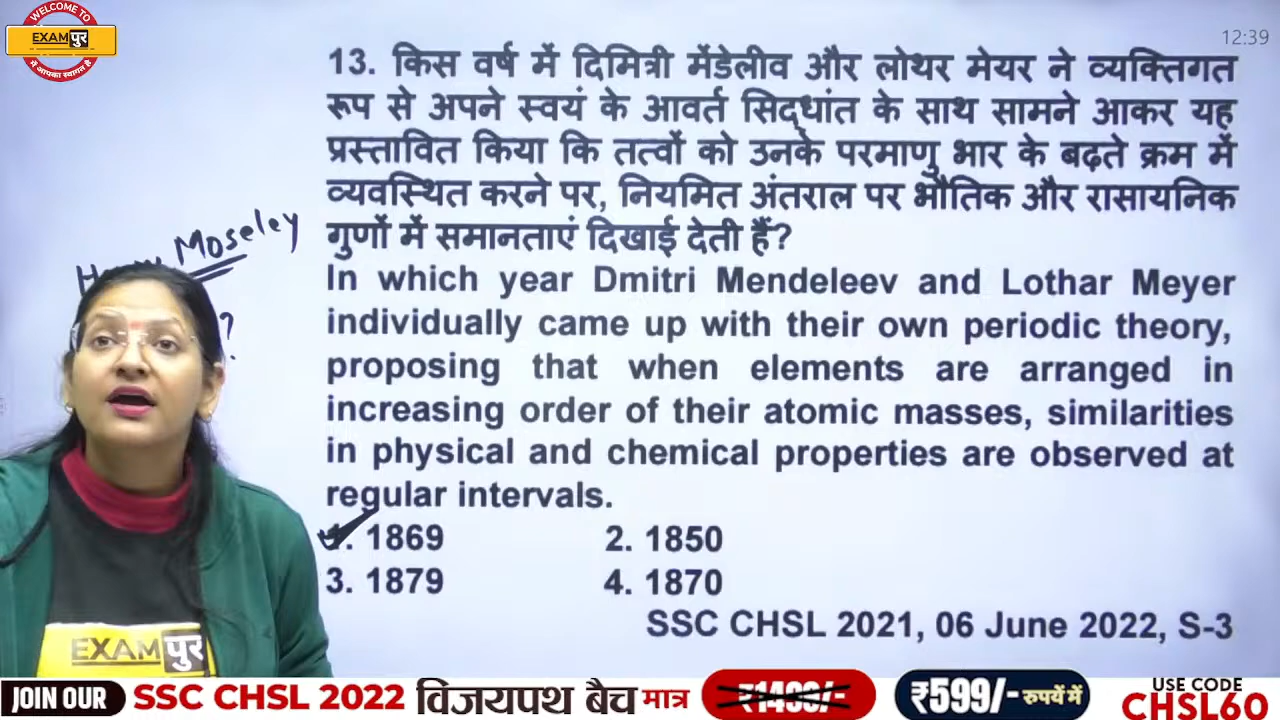 WELCOME TO
EXAMपुर
में आपका स्वागत है
12:39
13. किस वर्ष में दिमित्री मेंडेलीव और लोथर मेयर ने व्यक्तिगत
रूप से अपने स्वयं के आवर्त सिद्धांत के साथ सामने आकर यह
प्रस्तावित किया कि तत्वों को उनके परमाणु भार के बढ़ते क्रम में
व्यवस्थित करने पर, नियमित अंतराल पर भौतिक और रासायनिक
गुणों में समानताएं दिखाई देती हैं?
Moseley
?
In which year Dmitri Mendeleev and Lothar Meyer
individually came up with their own periodic theory,
proposing that when elements are arranged in
increasing order of their atomic masses, similarities
in physical and chemical properties are observed at
regular intervals.
1. 1869 2. 1850
3. 1879 4. 1870
SSC CHSL 2021, 06 June 2022, S-3
EXAMपुर
JOIN OUR SSC CHSL 2022 विजयपथ बैच मात्र ₹1499/- ₹599/- रुपयें में USE CODE
CHSL60